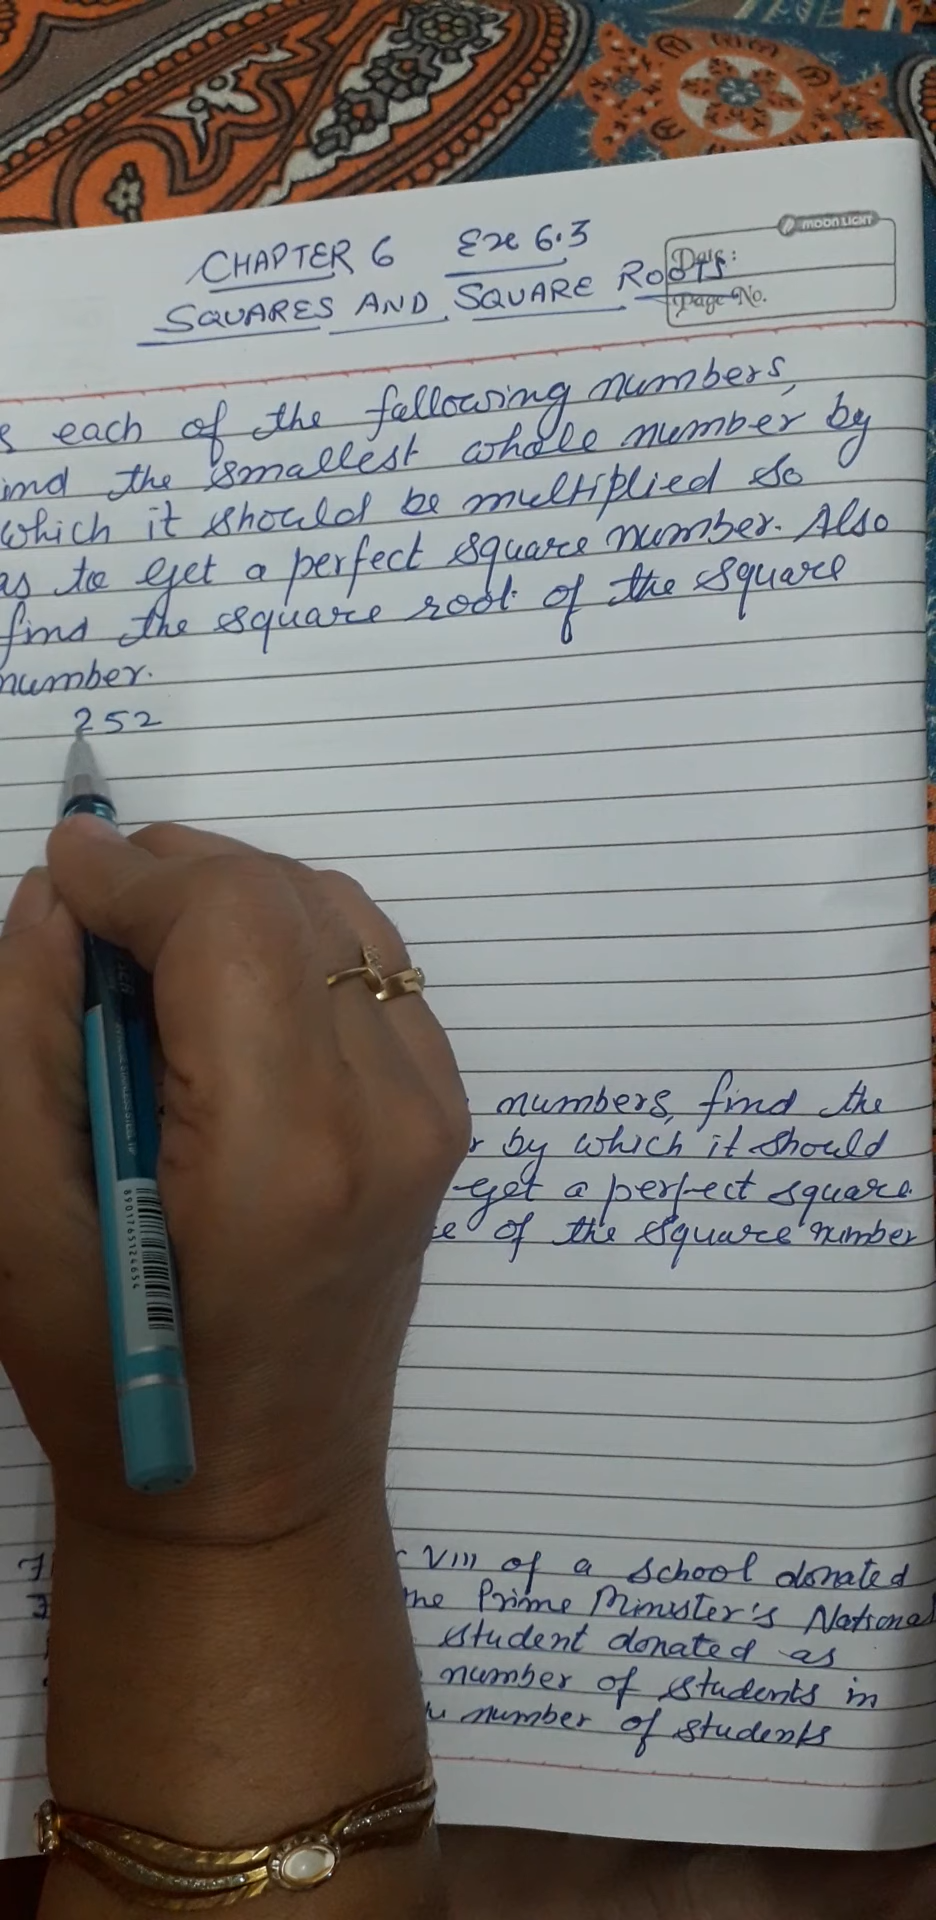 MOONLIGHT
CHAPTER 6 Ex 6.3
Date:
SQUARES AND SQUARE ROOTS
Page No.
each of the following numbers,
the smallest whole number by
which it should be multiplied so
as to get a perfect square number. Also
find the square root of the square
number.
252
numbers, find the
by which it should
get a perfect square
of the square number
7
VIII of a school donated
the Prime Minister's National
student donated as
number of students in
number of students
8901765124654